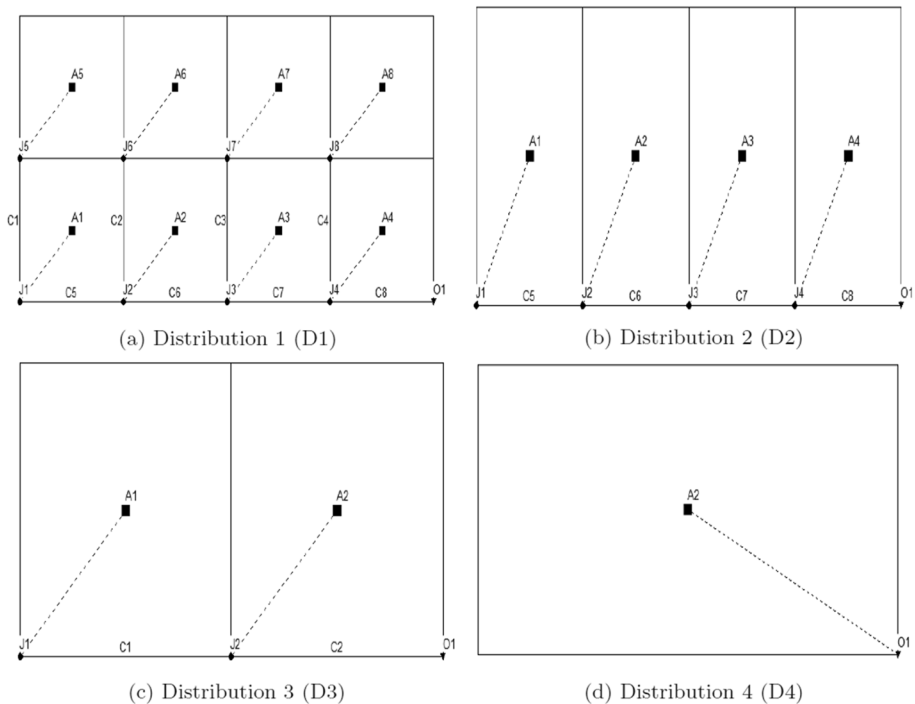 A5 A6 A7 A8
J5 J6 J7 J8
C1 A1 C2 A2 C3 A3 C4 A4
J1 J2 J3 J4 O1
C5 C6 C7 C8
(a) Distribution 1 (D1)
A1 A2 A3 A4
J1 J2 J3 J4 O1
C5 C6 C7 C8
(b) Distribution 2 (D2)
A1 A2
J1 J2 O1
C1 C2
(c) Distribution 3 (D3)
A2
O1
(d) Distribution 4 (D4)